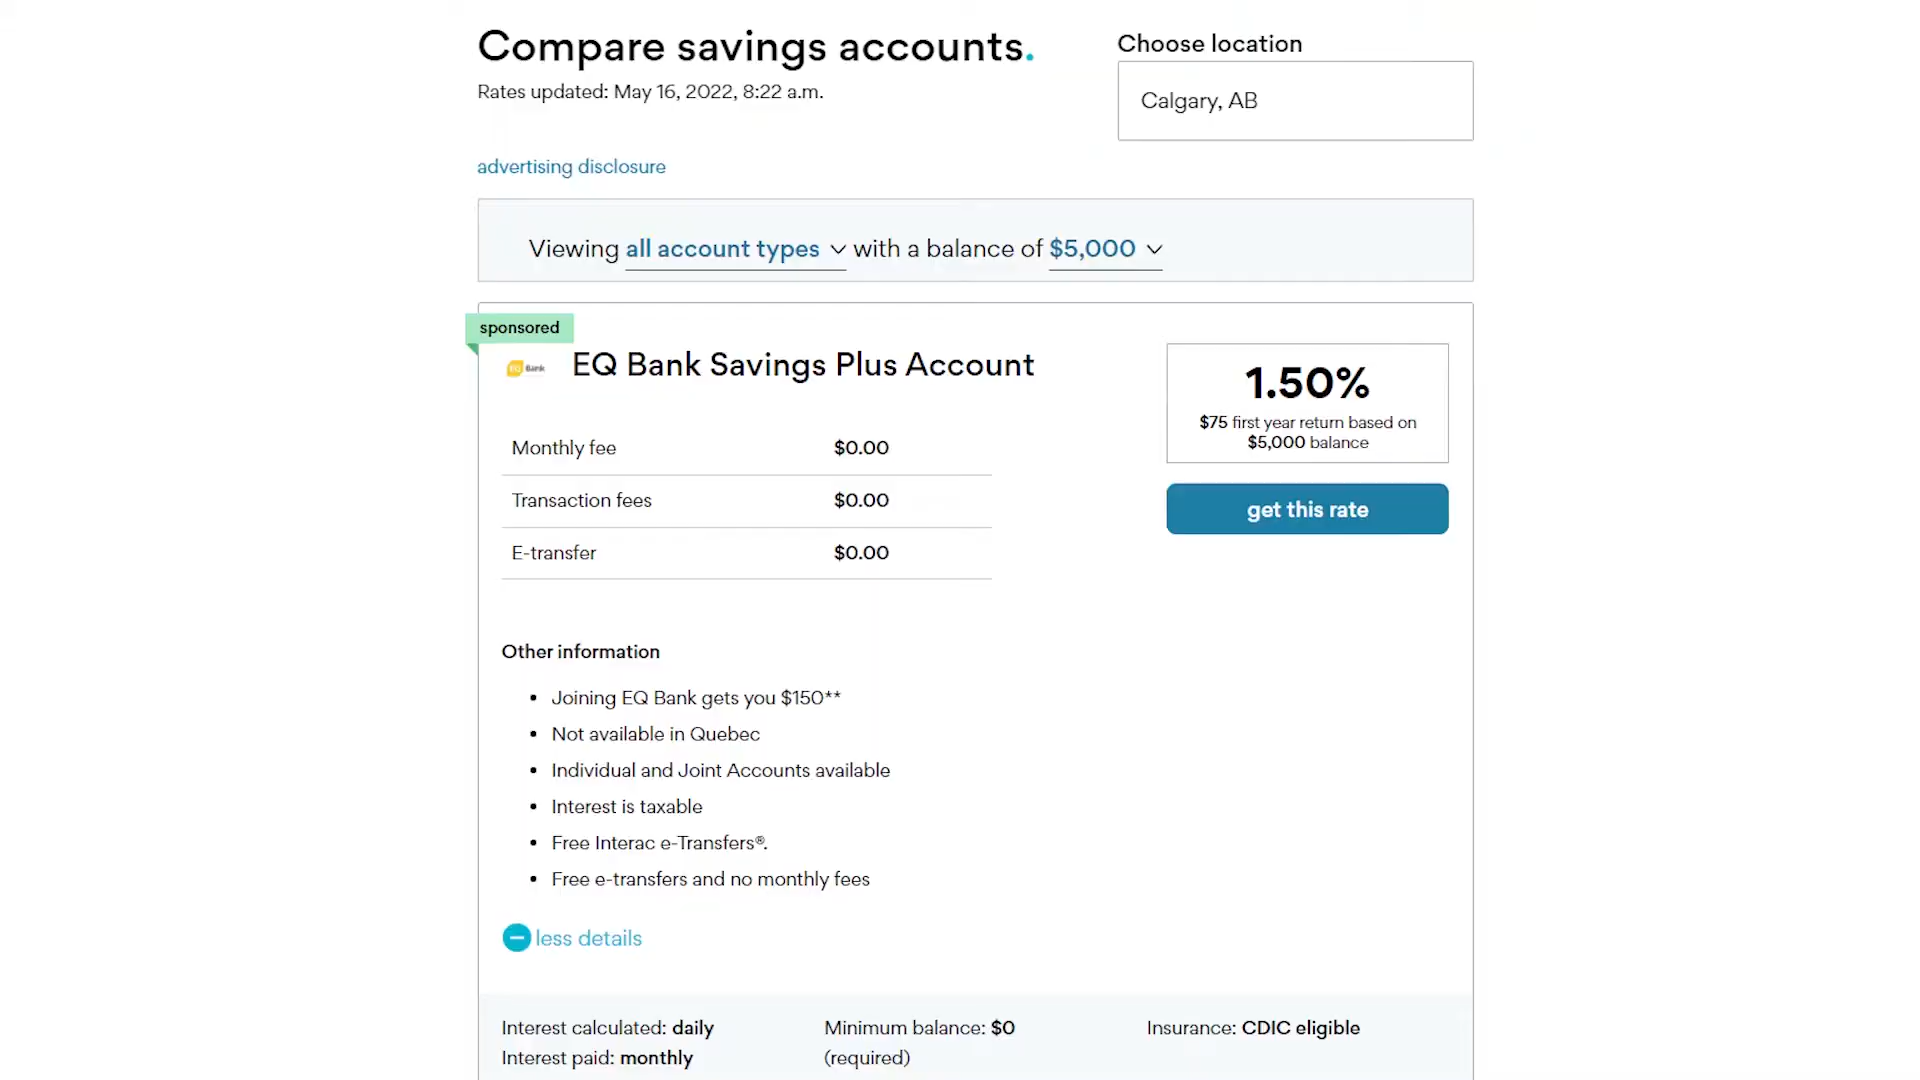 Compare savings accounts.
Rates updated: May 16, 2022, 8:22 a.m.
Choose location
Calgary, AB
advertising disclosure
Viewing all account types with a balance of $5,000
sponsored
EQ Bank
EQ Bank Savings Plus Account
1.50%
$75 first year return based on
$5,000 balance
get this rate
Monthly fee $0.00
Transaction fees $0.00
E-transfer $0.00
Other information
• Joining EQ Bank gets you $150**
• Not available in Quebec
• Individual and Joint Accounts available
• Interest is taxable
• Free Interac e-Transfers®.
• Free e-transfers and no monthly fees
less details
Interest calculated: daily
Interest paid: monthly
Minimum balance: $0
(required)
Insurance: CDIC eligible